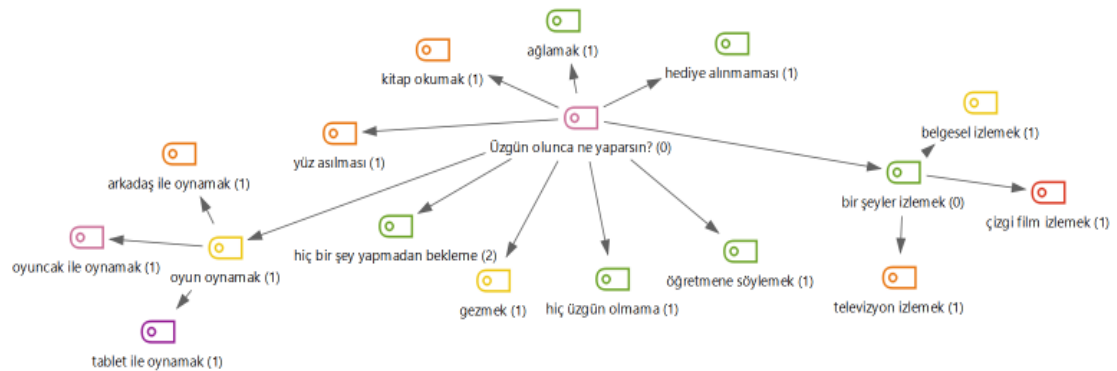 ağlamak (1)
kitap okumak (1)
hediye alınmaması (1)
belgesel izlemek (1)
Üzgün olunca ne yaparsın? (0)
yüz asılması (1)
arkadaş ile oynamak (1)
bir şeyler izlemek (0)
çizgi film izlemek (1)
hiç bir şey yapmadan bekleme (2)
oyuncak ile oynamak (1)
oyun oynamak (1)
öğretmene söylemek (1)
gezmek (1)
hiç üzgün olmama (1)
televizyon izlemek (1)
tablet ile oynamak (1)